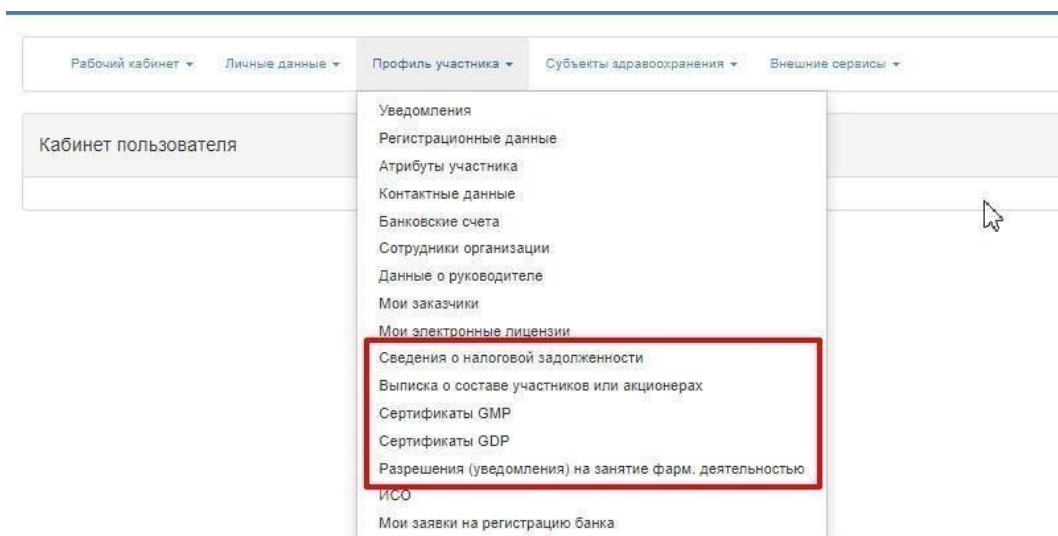 Рабочий кабинет Личные данные Профиль участника Субъекты здравоохранения Внешние сервисы
Кабинет пользователя
Уведомления
Регистрационные данные
Атрибуты участника
Контактные данные
Банковские счета
Сотрудники организации
Данные о руководителе
Мои заказчики
Мои электронные лицензии
Сведения о налоговой задолженности
Выписка о составе участников или акционерах
Сертификаты GMP
Сертификаты GDP
Разрешения (уведомления) на занятие фарм. деятельностью
ИСО
Мои заявки на регистрацию банка